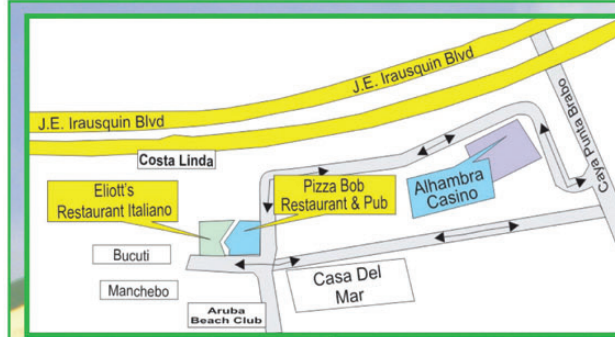 J.E. Irausquin Blvd
J.E. Irausquin Blvd
Caya Punta Brabo
Costa Linda
Eliott's
Restaurant Italiano
Pizza Bob
Restaurant & Pub
Alhambra
Casino
Bucuti
Manchebo
Casa Del
Mar
Aruba
Beach Club